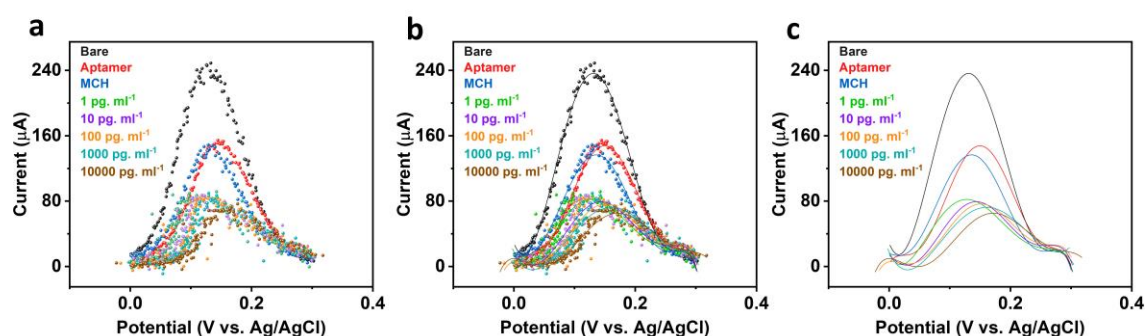 a
240
160
80
0
Current (μA)
Bare
Aptamer
MCH
1 pg. ml⁻¹
10 pg. ml⁻¹
100 pg. ml⁻¹
1000 pg. ml⁻¹
10000 pg. ml⁻¹
0.0
0.2
0.4
Potential (V vs. Ag/AgCl)
b
240
160
80
0
Current (μA)
Bare
Aptamer
MCH
1 pg. ml⁻¹
10 pg. ml⁻¹
100 pg. ml⁻¹
1000 pg. ml⁻¹
10000 pg. ml⁻¹
0.0
0.2
0.4
Potential (V vs. Ag/AgCl)
c
240
160
80
0
Current (μA)
Bare
Aptamer
MCH
1 pg. ml⁻¹
10 pg. ml⁻¹
100 pg. ml⁻¹
1000 pg. ml⁻¹
10000 pg. ml⁻¹
0.0
0.2
0.4
Potential (V vs. Ag/AgCl)